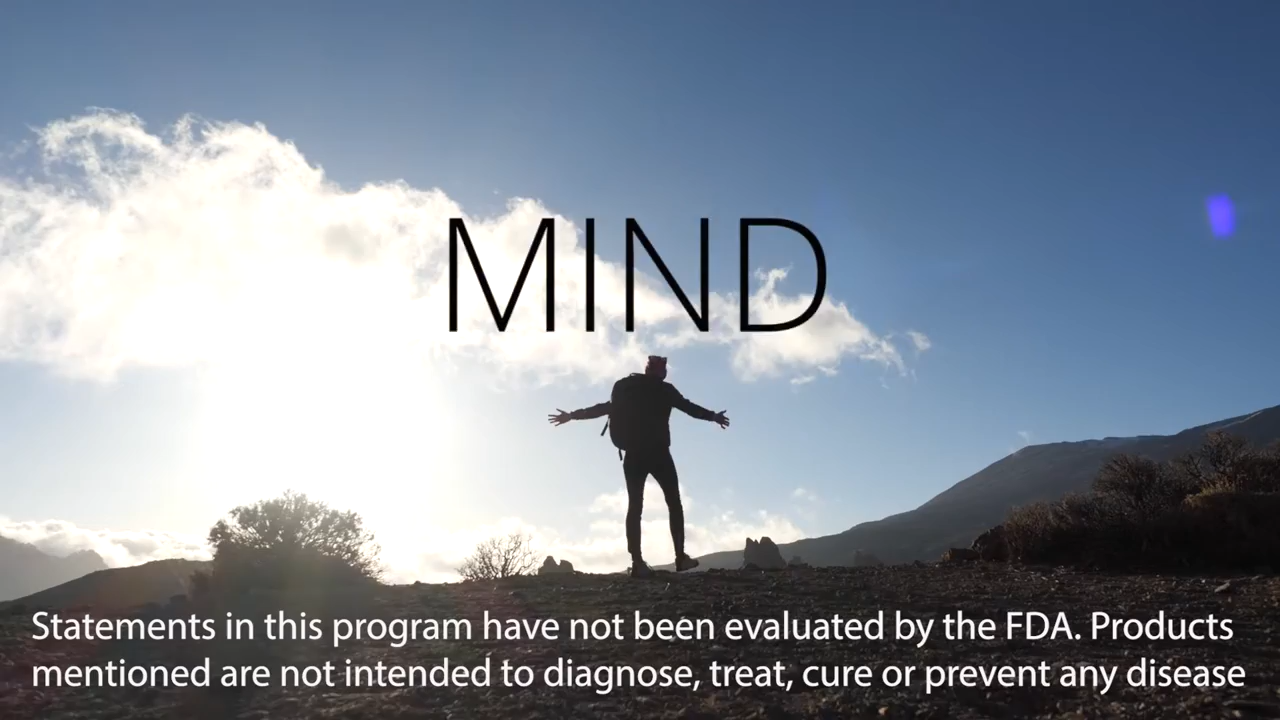 MIND
Statements in this program have not been evaluated by the FDA. Products
mentioned are not intended to diagnose, treat, cure or prevent any disease